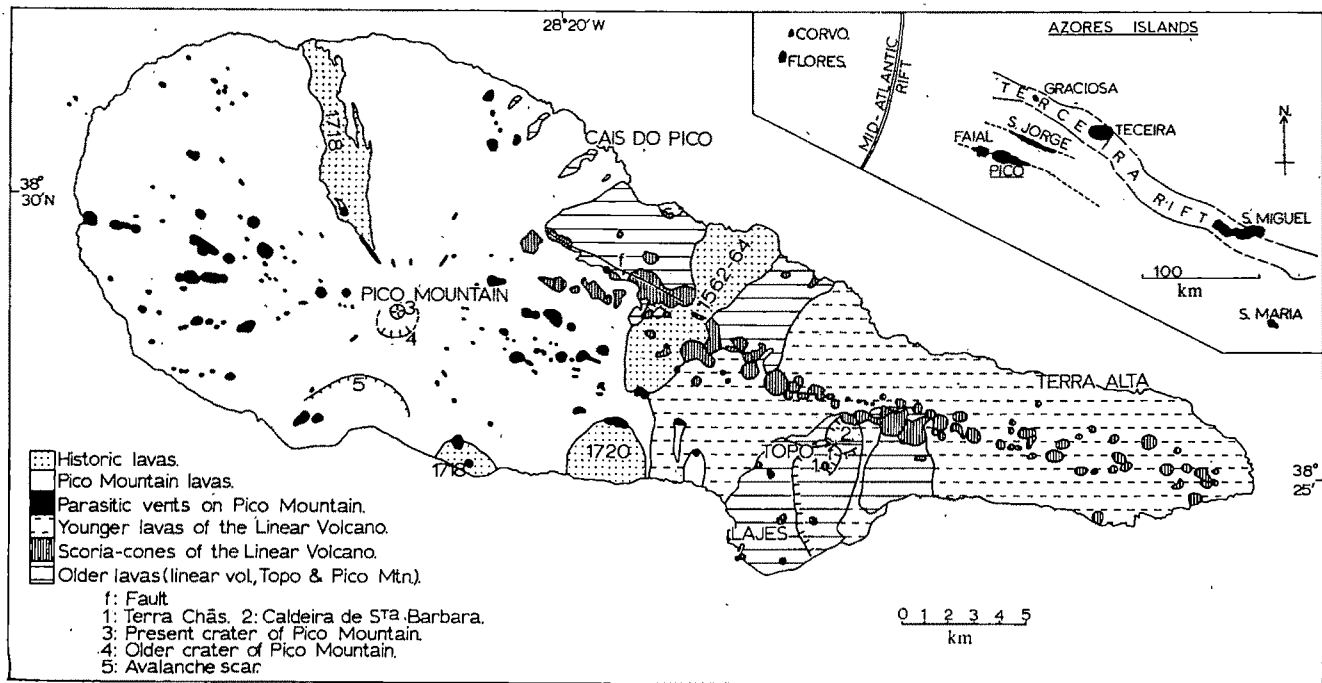 28°20′W
38°
30′N
1718
CAIS DO PICO
f
1562-64
PICO MOUNTAIN
3
4
5
TERRA ALTA
TOPO
2
1
1718
1720
LAJES
38°
25′
0 1 2 3 4 5
km
Historic lavas.
Pico Mountain lavas.
Parasitic vents on Pico Mountain.
Younger lavas of the Linear Volcano.
Scoria-cones of the Linear Volcano.
Older lavas (linear vol., Topo & Pico Mtn.).
f: Fault
1: Terra Chãs. 2: Caldeira de Sta. Barbara.
3: Present crater of Pico Mountain.
4: Older crater of Pico Mountain.
5: Avalanche scar.
AZORES ISLANDS
CORVO.
FLORES.
MID-ATLANTIC
RIFT
GRACIOSA
TERCEIRA RIFT
TECEIRA
S. JORGE
FAIAL
PICO
S. MIGUEL
N.
100
km
S. MARIA